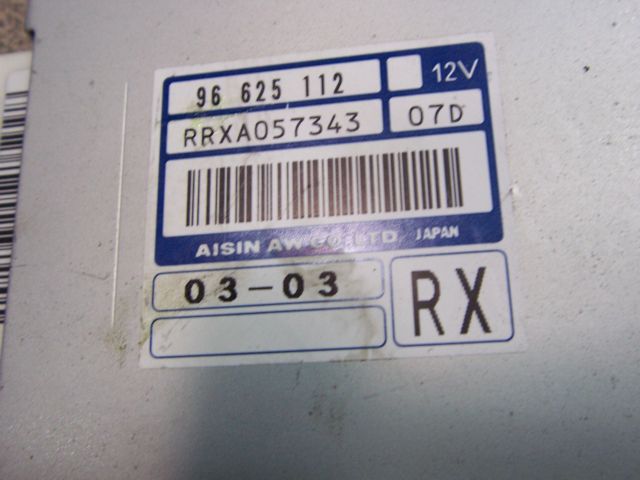 96 625 112 12V
RRXA057343 07D
AISIN AW CO., LTD JAPAN
03-03
RX